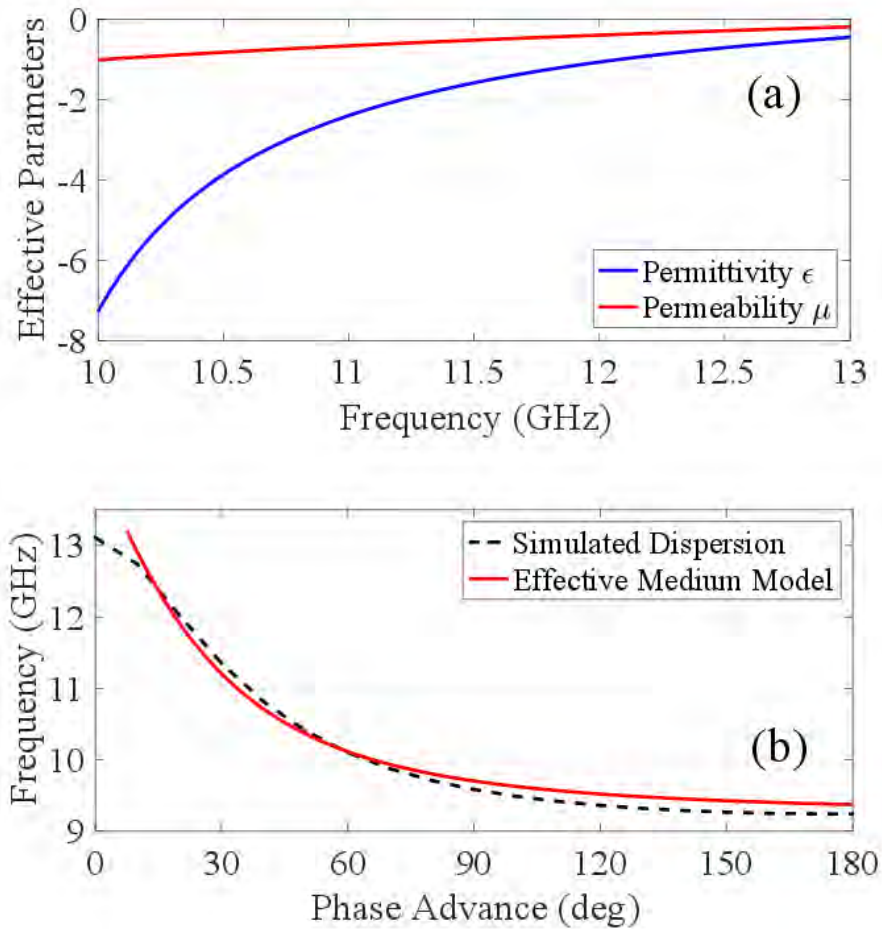 0
-2
-4
-6
-8
Effective Parameters
(a)
Permittivity ϵ
Permeability μ
10 10.5 11 11.5 12 12.5 13
Frequency (GHz)
13
12
11
10
9
Frequency (GHz)
Simulated Dispersion
Effective Medium Model
(b)
0 30 60 90 120 150 180
Phase Advance (deg)